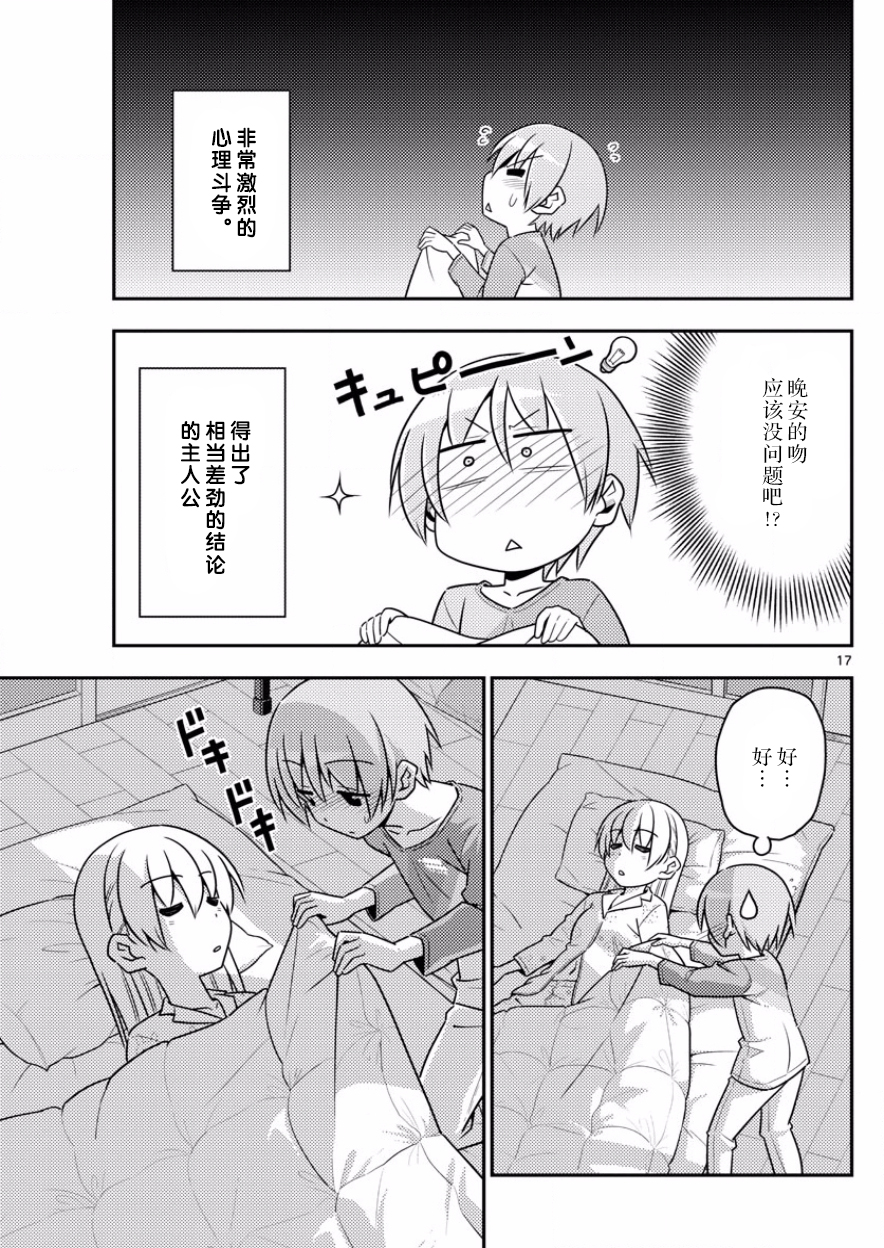 非常激烈的
心理斗争。
晚安的吻
应该没问题吧!?
キュピーン
得出了
相当差劲的结论
的主人公
17
好…
好…
ドキ
ドキ